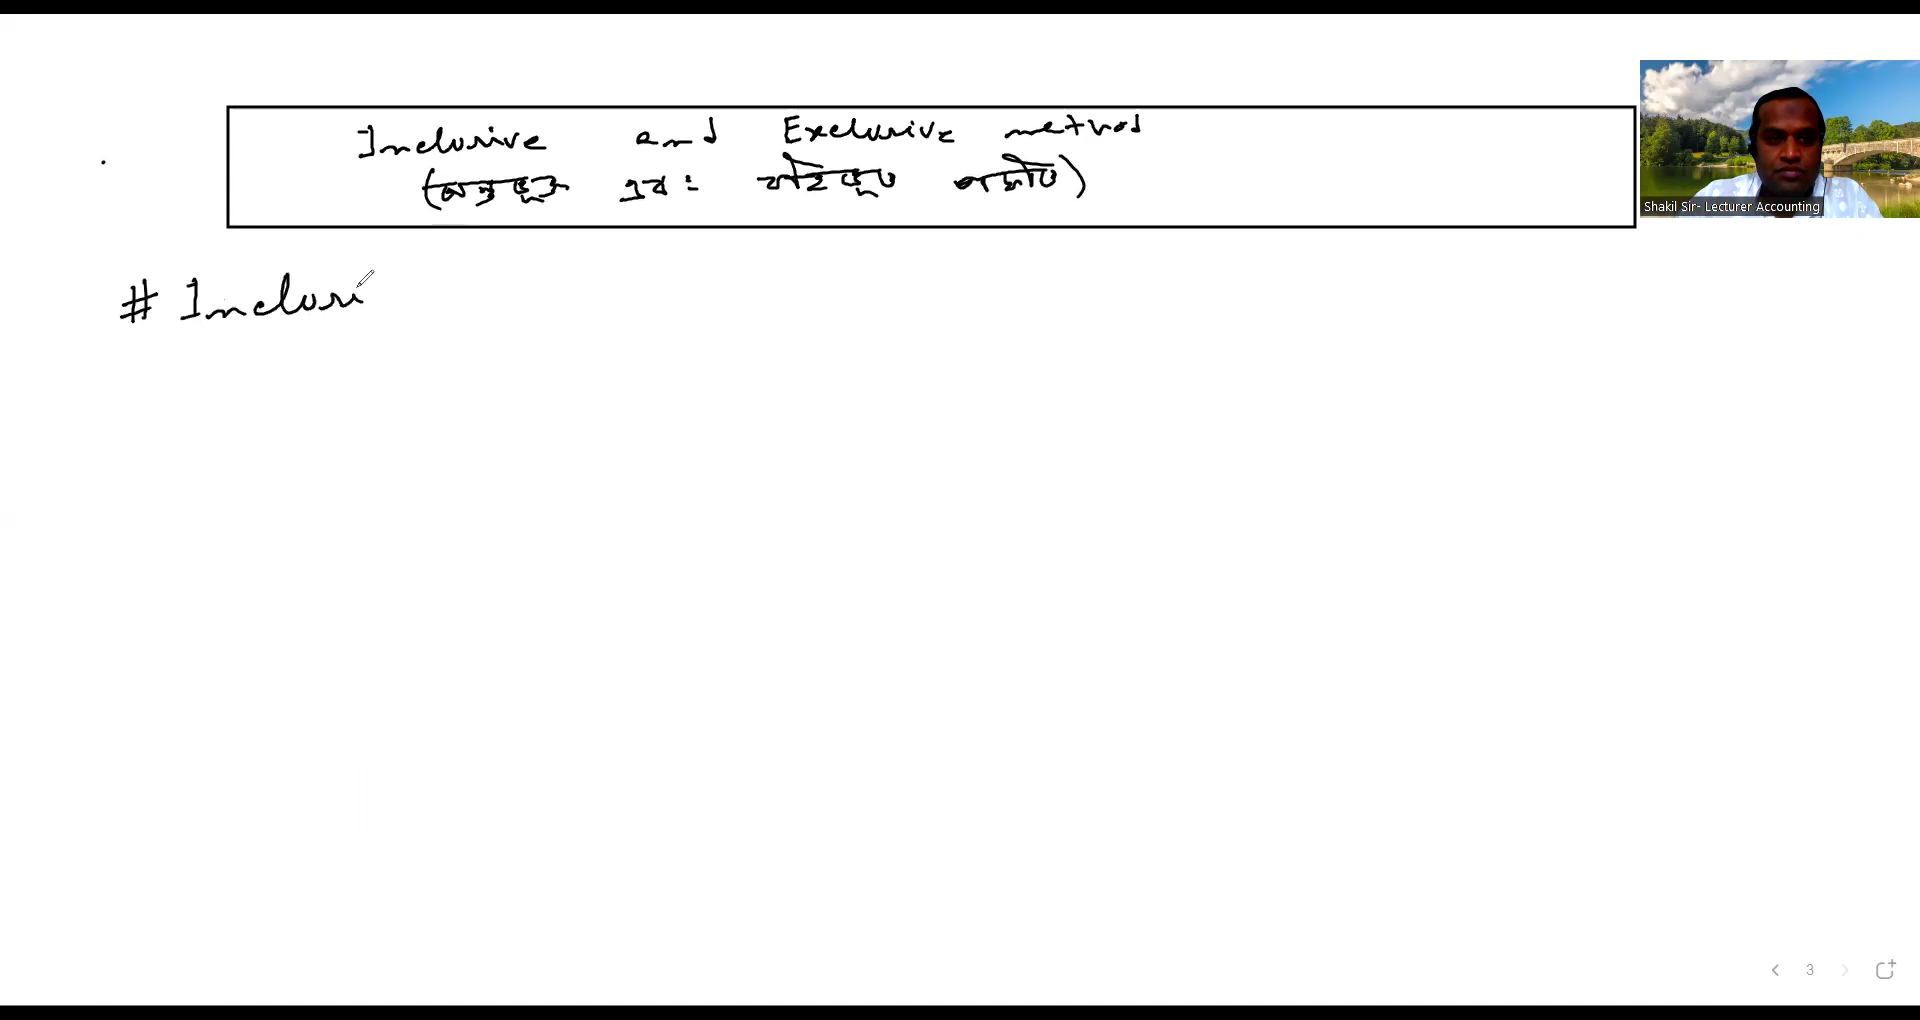 Inclusive and Exclusive method
(অন্তর্ভুক্ত এবং বহির্ভূত পদ্ধতি)
Shakil Sir- Lecturer Accounting
# Inclusi
3